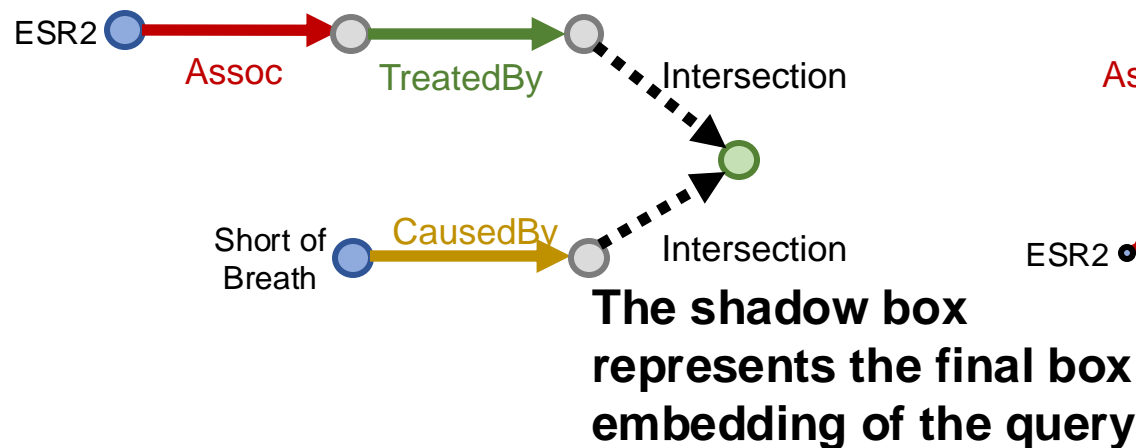 ESR2
Assoc
TreatedBy
Intersection
As
Short of
Breath
CausedBy
Intersection
ESR2
The shadow box
represents the final box
embedding of the query